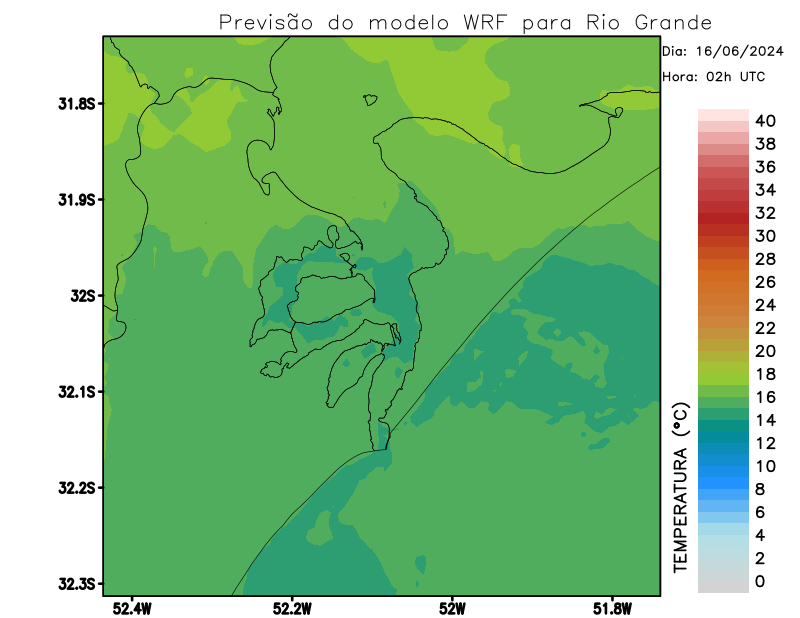 Previsão do modelo WRF para Rio Grande
Dia: 16/06/2024
Hora: 02h UTC
31.8S
31.9S
32S
32.1S
32.2S
32.3S
52.4W
52.2W
52W
51.8W
TEMPERATURA (°C)
40
38
36
34
32
30
28
26
24
22
20
18
16
14
12
10
8
6
4
2
0